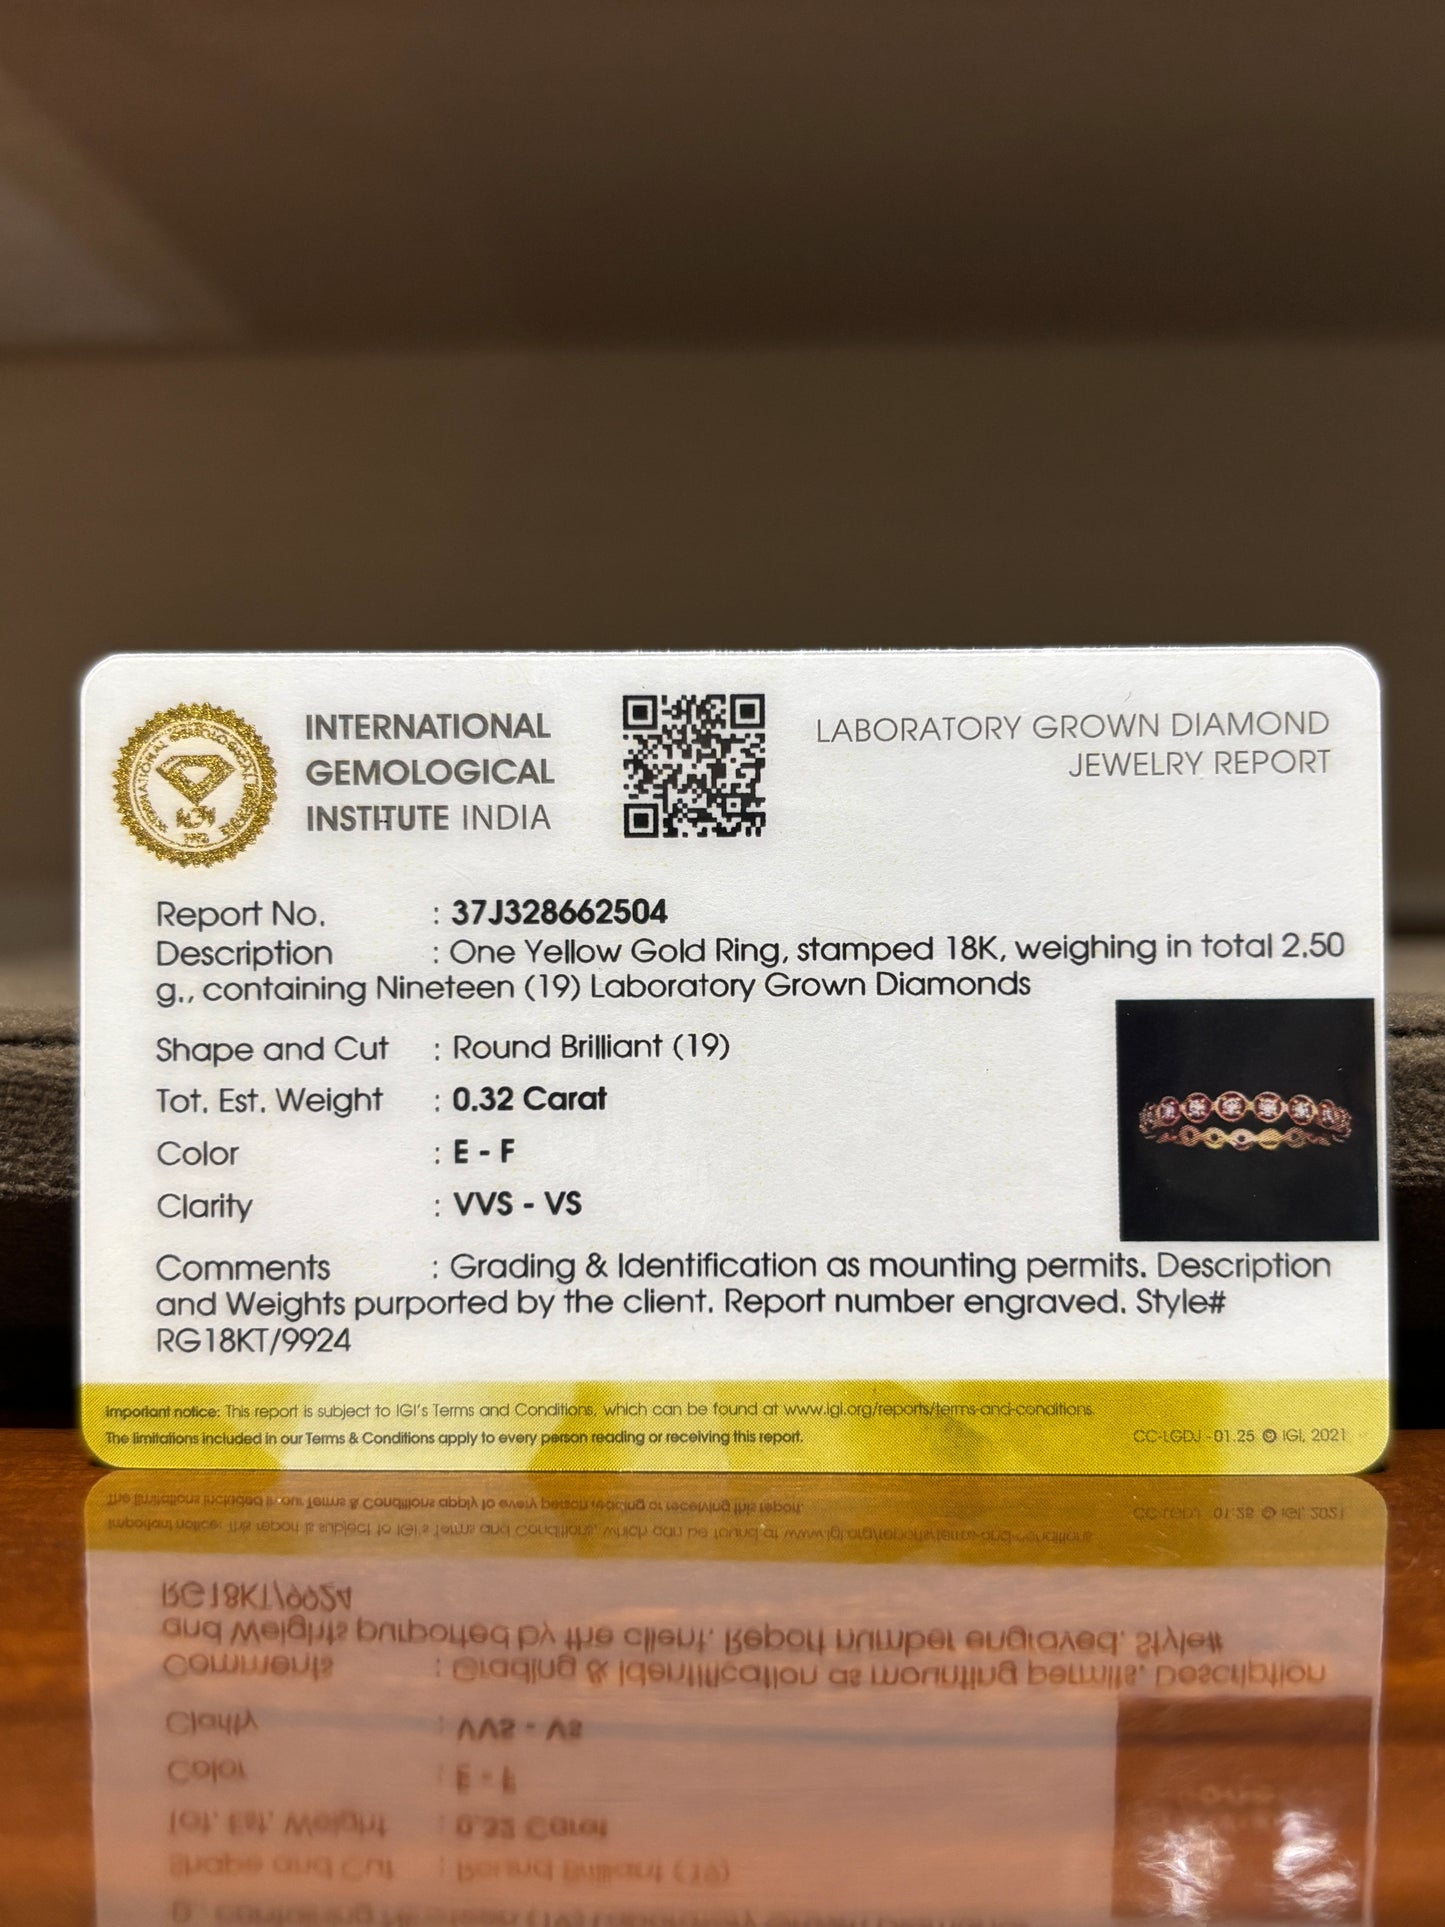 INTERNATIONAL
GEMOLOGICAL
INSTITUTE INDIA
LABORATORY GROWN DIAMOND
JEWELRY REPORT
Report No. : 37J328662504
Description : One Yellow Gold Ring, stamped 18K, weighing in total 2.50
g., containing Nineteen (19) Laboratory Grown Diamonds
Shape and Cut : Round Brilliant (19)
Tot. Est. Weight : 0.32 Carat
Color : E - F
Clarity : VVS - VS
Comments : Grading & Identification as mounting permits. Description
and Weights purported by the client. Report number engraved. Style#
RG18KT/9924
Important notice: This report is subject to IGI's Terms and Conditions, which can be found at www.igi.org/reports/terms-and-conditions.
The limitations included in our Terms & Conditions apply to every person reading or receiving this report.
CC-LGDJ -01.25 © IGI, 2021